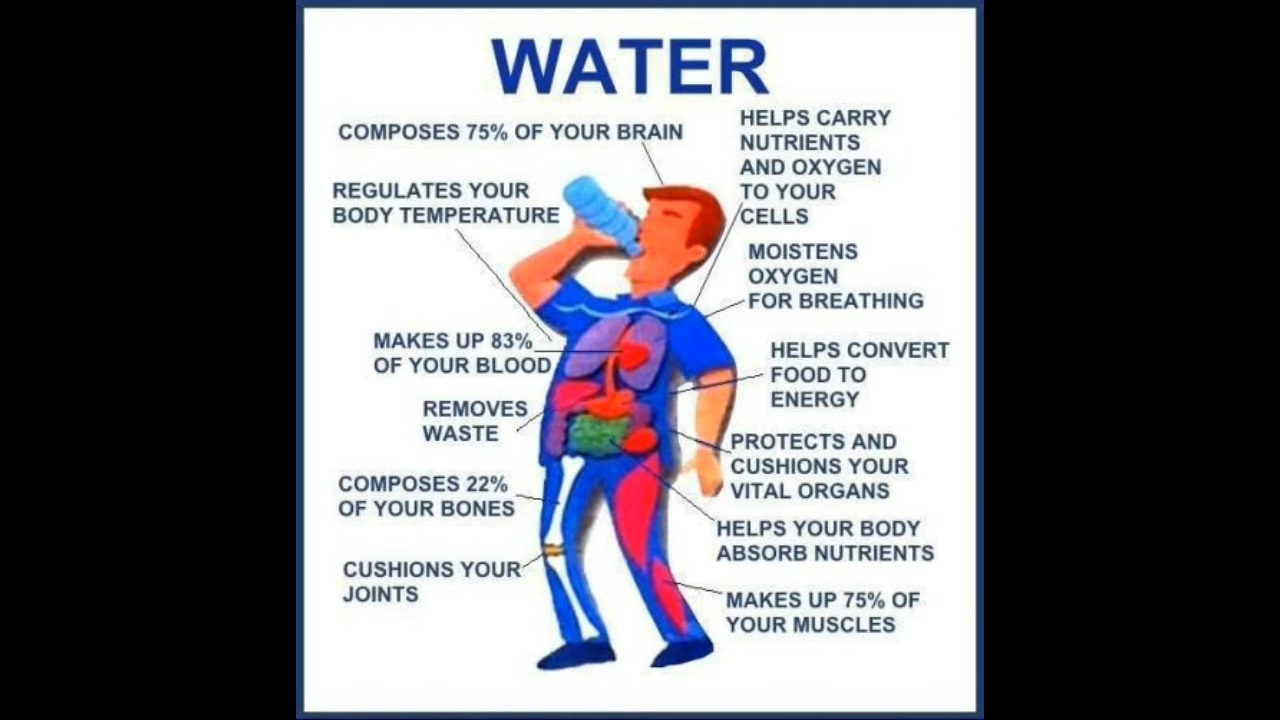 WATER
COMPOSES 75% OF YOUR BRAIN
REGULATES YOUR
BODY TEMPERATURE
MAKES UP 83%
OF YOUR BLOOD
REMOVES
WASTE
COMPOSES 22%
OF YOUR BONES
CUSHIONS YOUR
JOINTS
HELPS CARRY
NUTRIENTS
AND OXYGEN
TO YOUR
CELLS
MOISTENS
OXYGEN
FOR BREATHING
HELPS CONVERT
FOOD TO
ENERGY
PROTECTS AND
CUSHIONS YOUR
VITAL ORGANS
HELPS YOUR BODY
ABSORB NUTRIENTS
MAKES UP 75% OF
YOUR MUSCLES